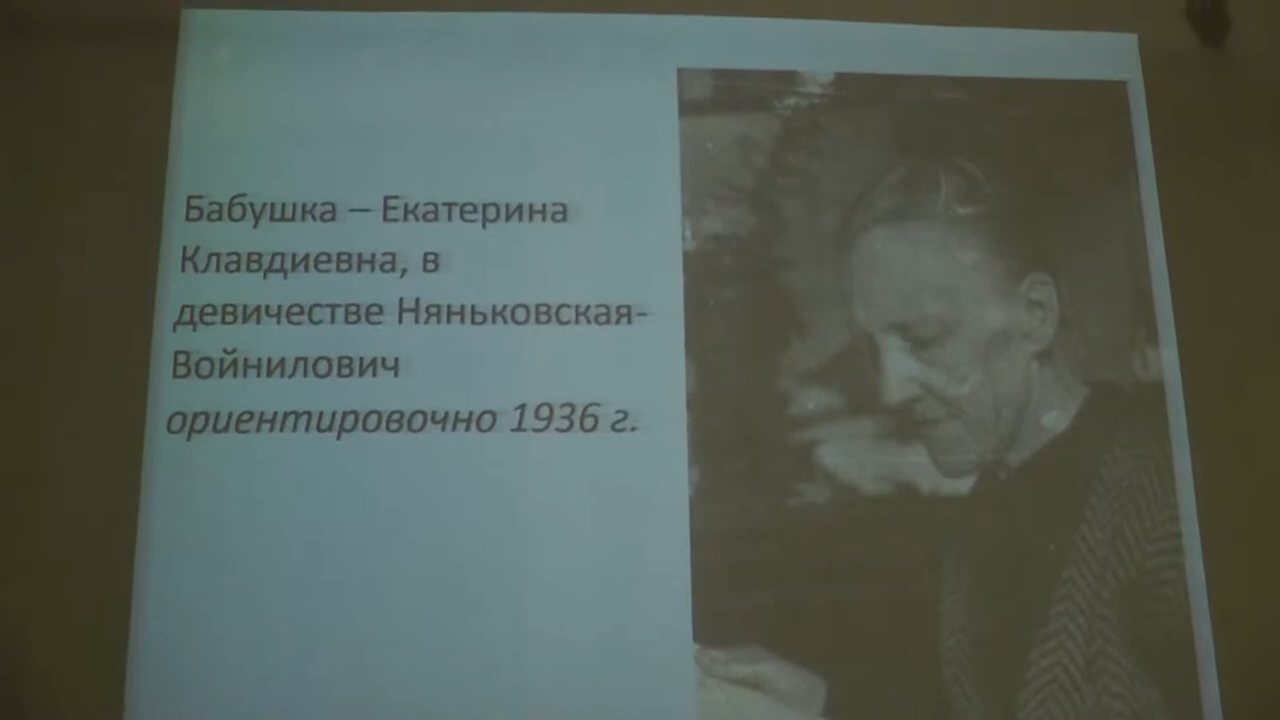 Бабушка – Екатерина
Клавдиевна, в
девичестве Няньковская-
Войнилович
ориентировочно 1936 г.